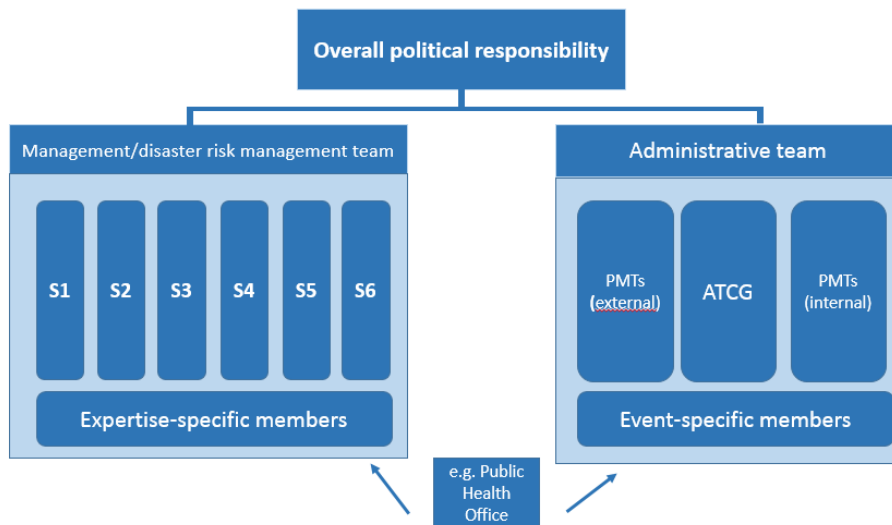 Overall political responsibility
Management/disaster risk management team
Administrative team
S1
S2
S3
S4
S5
S6
PMTs
(external)
ATCG
PMTs
(internal)
Expertise-specific members
Event-specific members
e.g. Public
Health
Office